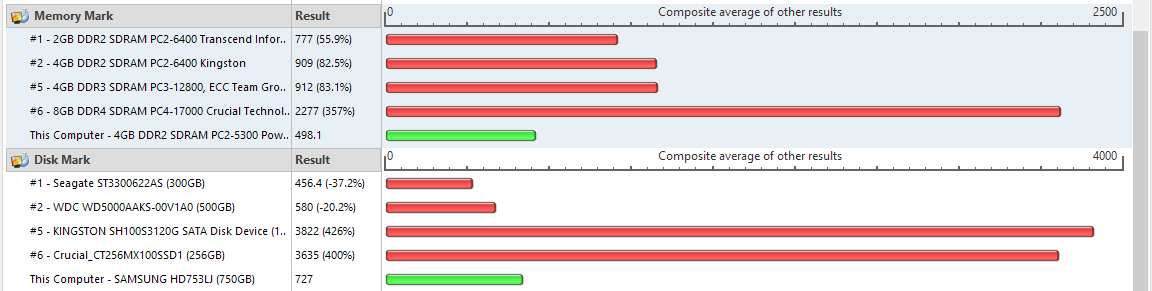 Memory Mark Result 0 Composite average of other results 2500
#1 - 2GB DDR2 SDRAM PC2-6400 Transcend Infor.. 777 (55.9%)
#2 - 4GB DDR2 SDRAM PC2-6400 Kingston 909 (82.5%)
#5 - 4GB DDR3 SDRAM PC3-12800, ECC Team Gro.. 912 (83.1%)
#6 - 8GB DDR4 SDRAM PC4-17000 Crucial Technol.. 2277 (357%)
This Computer - 4GB DDR2 SDRAM PC2-5300 Pow.. 498.1
Disk Mark Result 0 Composite average of other results 4000
#1 - Seagate ST3300622AS (300GB) 456.4 (-37.2%)
#2 - WDC WD5000AAKS-00V1A0 (500GB) 580 (-20.2%)
#5 - KINGSTON SH100S3120G SATA Disk Device (1.. 3822 (426%)
#6 - Crucial_CT256MX100SSD1 (256GB) 3635 (400%)
This Computer - SAMSUNG HD753LJ (750GB) 727